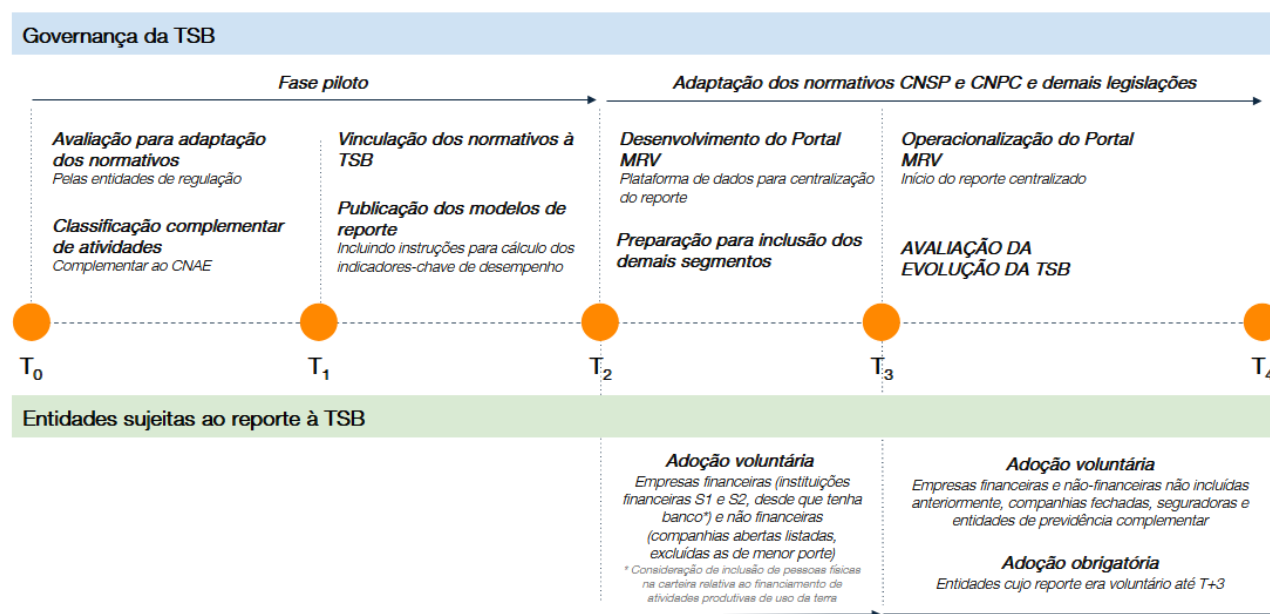 Governança da TSB
Fase piloto
Adaptação dos normativos CNSP e CNPC e demais legislações
Avaliação para adaptação
dos normativos
Pelas entidades de regulação
Classificação complementar
de atividades
Complementar ao CNAE
Vinculação dos normativos à
TSB
Publicação dos modelos de
reporte
Incluindo instruções para cálculo dos
indicadores-chave de desempenho
Desenvolvimento do Portal
MRV
Plataforma de dados para centralização
do reporte
Preparação para inclusão dos
demais segmentos
Operacionalização do Portal
MRV
Início do reporte centralizado
AVALIAÇÃO DA
EVOLUÇÃO DA TSB
T0
T1
T2
T3
T4
Entidades sujeitas ao reporte à TSB
Adoção voluntária
Empresas financeiras (instituições
financeiras S1 e S2, desde que tenha
banco*) e não financeiras
(companhias abertas listadas,
excluídas as de menor porte)
* Consideração de inclusão de pessoas físicas
na carteira relativa ao financiamento de
atividades produtivas de uso da terra
Adoção voluntária
Empresas financeiras e não-financeiras não incluídas
anteriormente, companhias fechadas, seguradoras e
entidades de previdência complementar
Adoção obrigatória
Entidades cujo reporte era voluntário até T+3